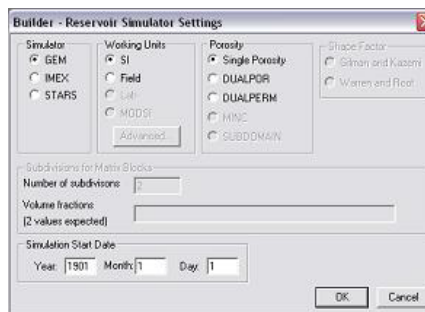 Builder - Reservoir Simulator Settings
Simulator
GEM
IMEX
STARS
Working Units
SI
Field
Lab
MODSI
Advanced...
Porosity
Single Porosity
DUALPOR
DUALPERM
MINC
SUBDOMAIN
Shape Factor
Gilman and Kazemi
Warren and Root
Subdivisions for Matrix Blocks
Number of subdivisons 2
Volume fractions
(2 values expected)
Simulation Start Date
Year: 1901 Month: 1 Day: 1
OK Cancel